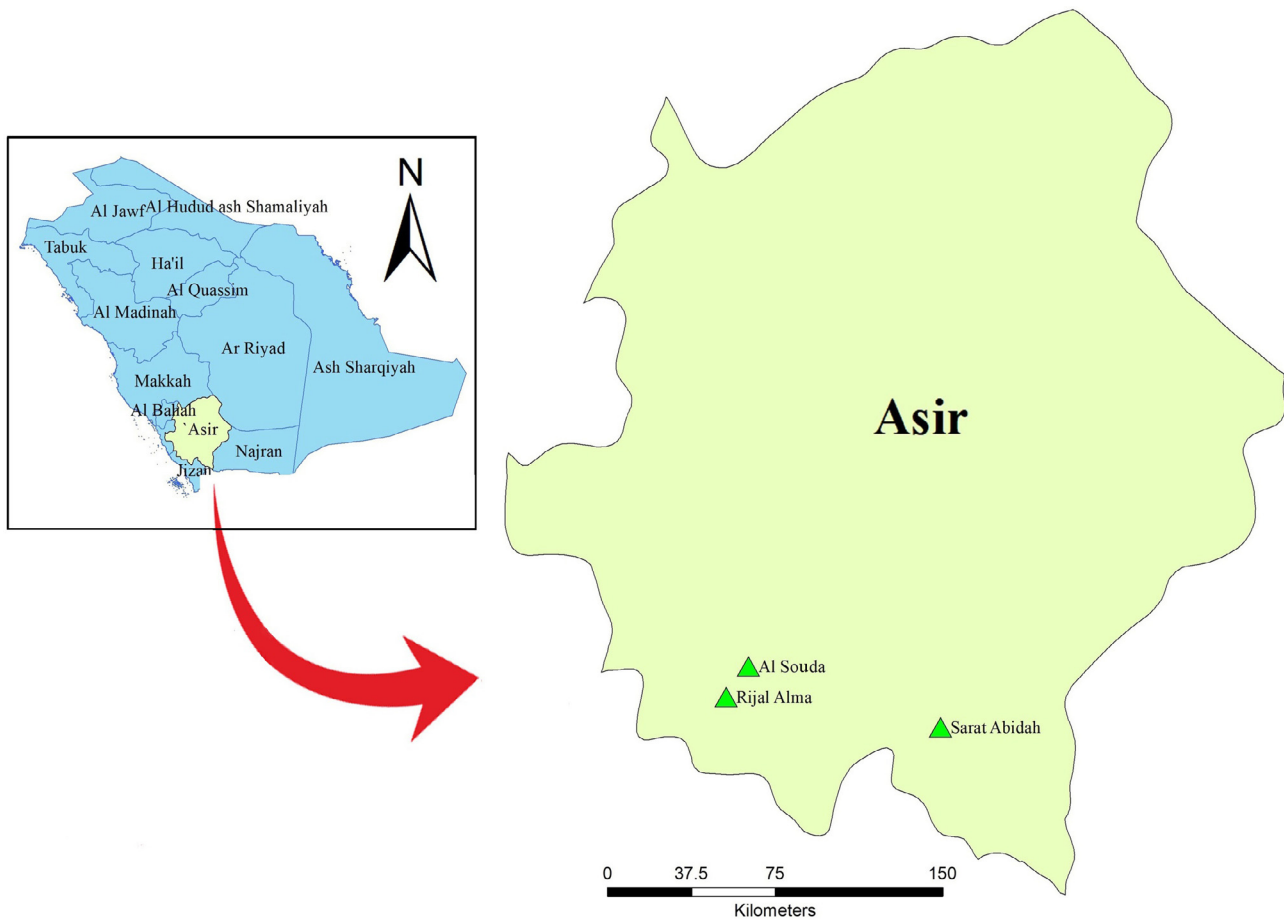 N
Al Jawf
Al Hudud ash Shamaliyah
Tabuk
Ha'il
Al Quassim
Al Madinah
Ar Riyad
Ash Sharqiyah
Makkah
Al Bahah
`Asir
Najran
Jizan
Asir
Al Souda
Rijal Alma
Sarat Abidah
0 37.5 75 150
Kilometers